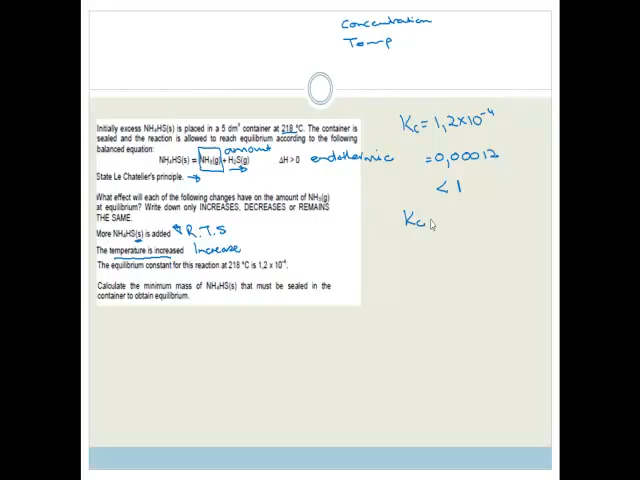 Concentration
Temp
Initially excess NH₄HS(s) is placed in a 5 dm³ container at 218 °C. The container is
sealed and the reaction is allowed to reach equilibrium according to the following
balanced equation:
amount
NH₄HS(s) = NH₃(g) + H₂S(g) ΔH > 0 endothermic
State Le Chatelier's principle.
What effect will each of the following changes have on the amount of NH₃(g)
at equilibrium? Write down only INCREASES, DECREASES or REMAINS
THE SAME.
More NH₄HS(s) is added R.T.S
The temperature is increased Increase
The equilibrium constant for this reaction at 218 °C is 1,2 x 10⁻⁴.
Calculate the minimum mass of NH₄HS(s) that must be sealed in the
container to obtain equilibrium.
Kc = 1,2x10⁻⁴
= 0,00012
< 1
Kc